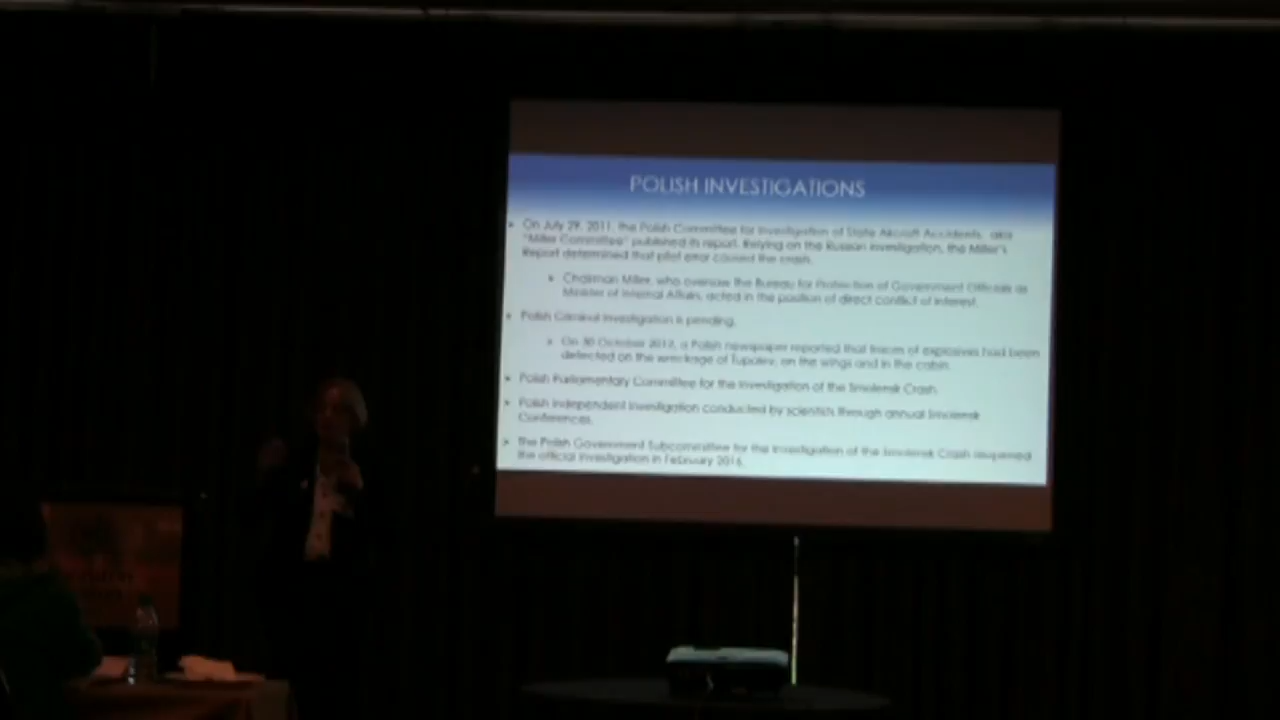 POLISH INVESTIGATIONS
On July 29, 2011, the Polish Committee for Investigation of State Aircraft Accidents, aka
"Miller Committee" published its report. Relying on the Russian investigation, the Miller's
Report determined that pilot error caused the crash.
Chairman Miller, who oversaw the Bureau for Protection of Government Officials as
Minister of Internal Affairs, acted in the position of direct conflict of interest.
Polish Criminal Investigation is pending.
On 30 October 2012, a Polish newspaper reported that traces of explosives had been
detected on the wreckage of Tupolev, on the wings and in the cabin.
Polish Parliamentary Committee for the Investigation of the Smolensk Crash
Polish Independent Investigation conducted by scientists through annual Smolensk
Conferences.
The Polish Government Subcommittee for the Investigation of the Smolensk Crash reopened
the official investigation in February 2016.